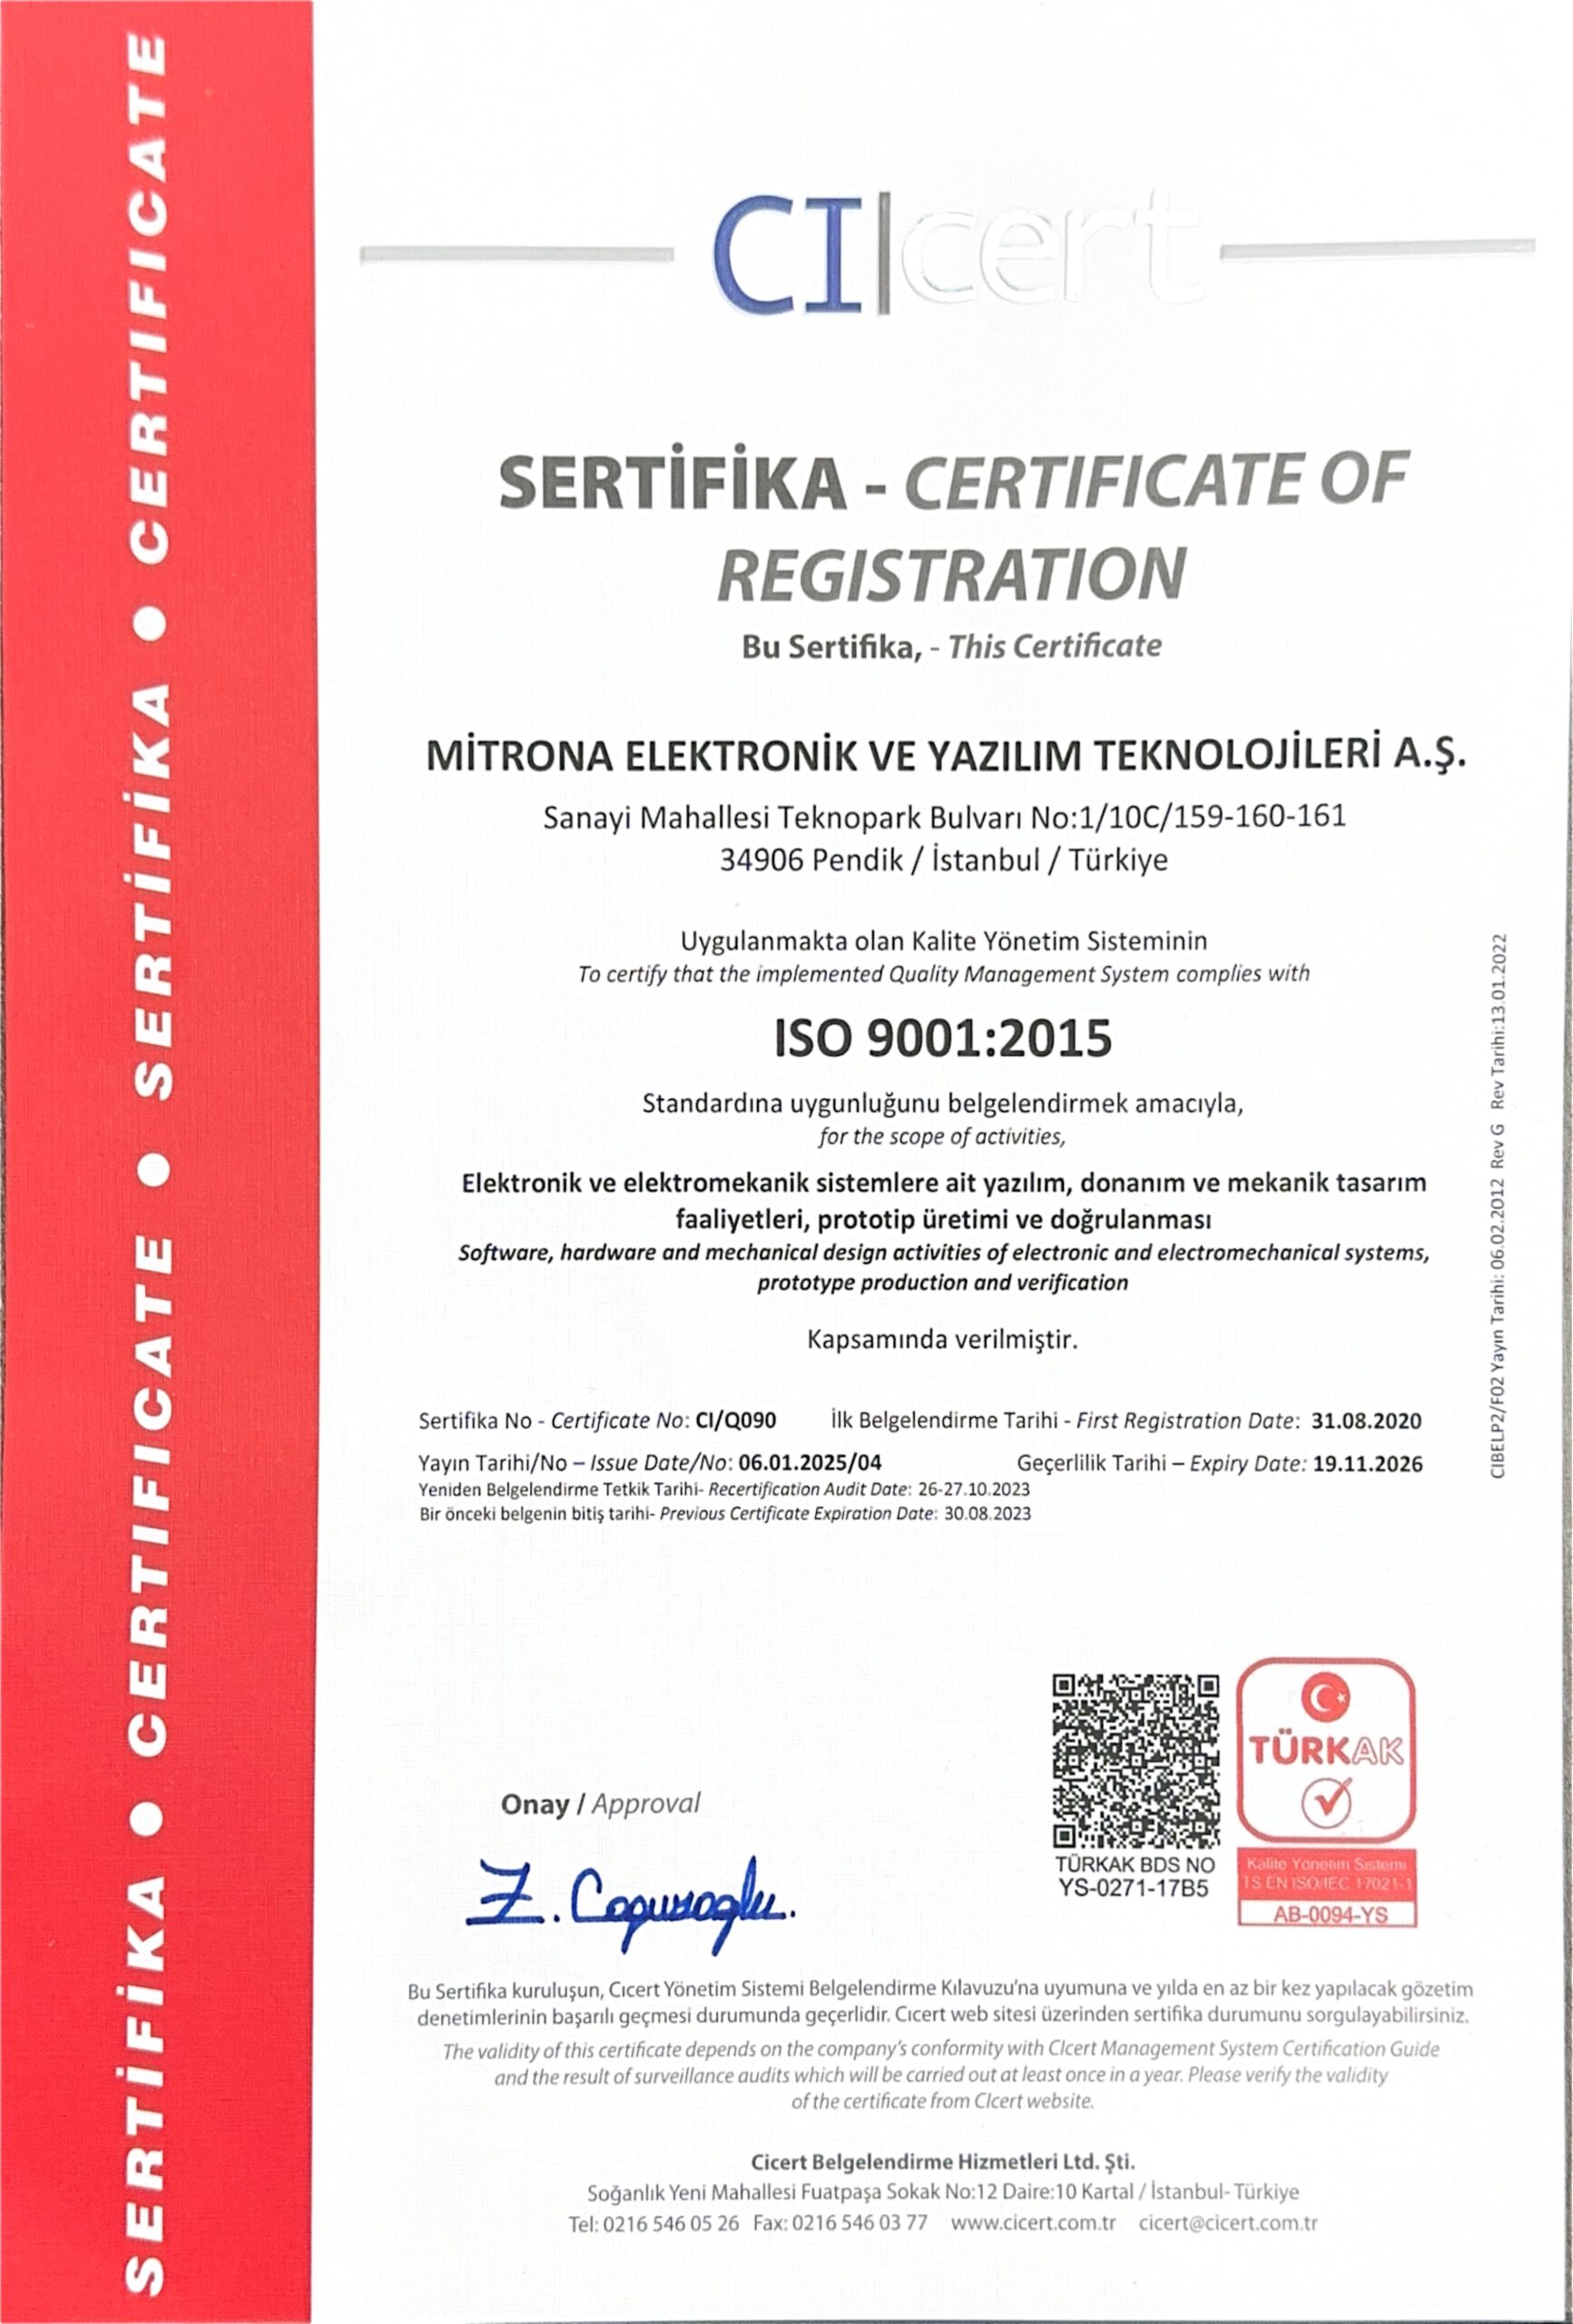 SERTİFİKA ● CERTIFICATE ● SERTİFİKA ● CERTIFICATE
CI|cert
SERTİFİKA - CERTIFICATE OF
REGISTRATION
Bu Sertifika, - This Certificate
MİTRONA ELEKTRONİK VE YAZILIM TEKNOLOJİLERİ A.Ş.
Sanayi Mahallesi Teknopark Bulvarı No:1/10C/159-160-161
34906 Pendik / İstanbul / Türkiye
Uygulanmakta olan Kalite Yönetim Sisteminin
To certify that the implemented Quality Management System complies with
ISO 9001:2015
Standardına uygunluğunu belgelendirmek amacıyla,
for the scope of activities,
Elektronik ve elektromekanik sistemlere ait yazılım, donanım ve mekanik tasarım
faaliyetleri, prototip üretimi ve doğrulanması
Software, hardware and mechanical design activities of electronic and electromechanical systems,
prototype production and verification
Kapsamında verilmiştir.
Sertifika No - Certificate No: CI/Q090 İlk Belgelendirme Tarihi - First Registration Date: 31.08.2020
Yayın Tarihi/No – Issue Date/No: 06.01.2025/04 Geçerlilik Tarihi – Expiry Date: 19.11.2026
Yeniden Belgelendirme Tetkik Tarihi- Recertification Audit Date: 26-27.10.2023
Bir önceki belgenin bitiş tarihi- Previous Certificate Expiration Date: 30.08.2023
CIBELP2/F02 Yayın Tarihi: 06.02.2012 Rev G Rev Tarihi:13.01.2022
Onay / Approval
TÜRKAK BDS NO
YS-0271-17B5
TÜRKAK
Kalite Yönetim Sistemi
TS EN ISO/IEC 17021-1
AB-0094-YS
Bu Sertifika kuruluşun, Cıcert Yönetim Sistemi Belgelendirme Kılavuzu’na uyumuna ve yılda en az bir kez yapılacak gözetim
denetimlerinin başarılı geçmesi durumunda geçerlidir. Cıcert web sitesi üzerinden sertifika durumunu sorgulayabilirsiniz.
The validity of this certificate depends on the company’s conformity with CIcert Management System Certification Guide
and the result of surveillance audits which will be carried out at least once in a year. Please verify the validity
of the certificate from CIcert website.
Cicert Belgelendirme Hizmetleri Ltd. Şti.
Soğanlık Yeni Mahallesi Fuatpaşa Sokak No:12 Daire:10 Kartal / İstanbul- Türkiye
Tel: 0216 546 05 26 Fax: 0216 546 03 77 www.cicert.com.tr cicert@cicert.com.tr